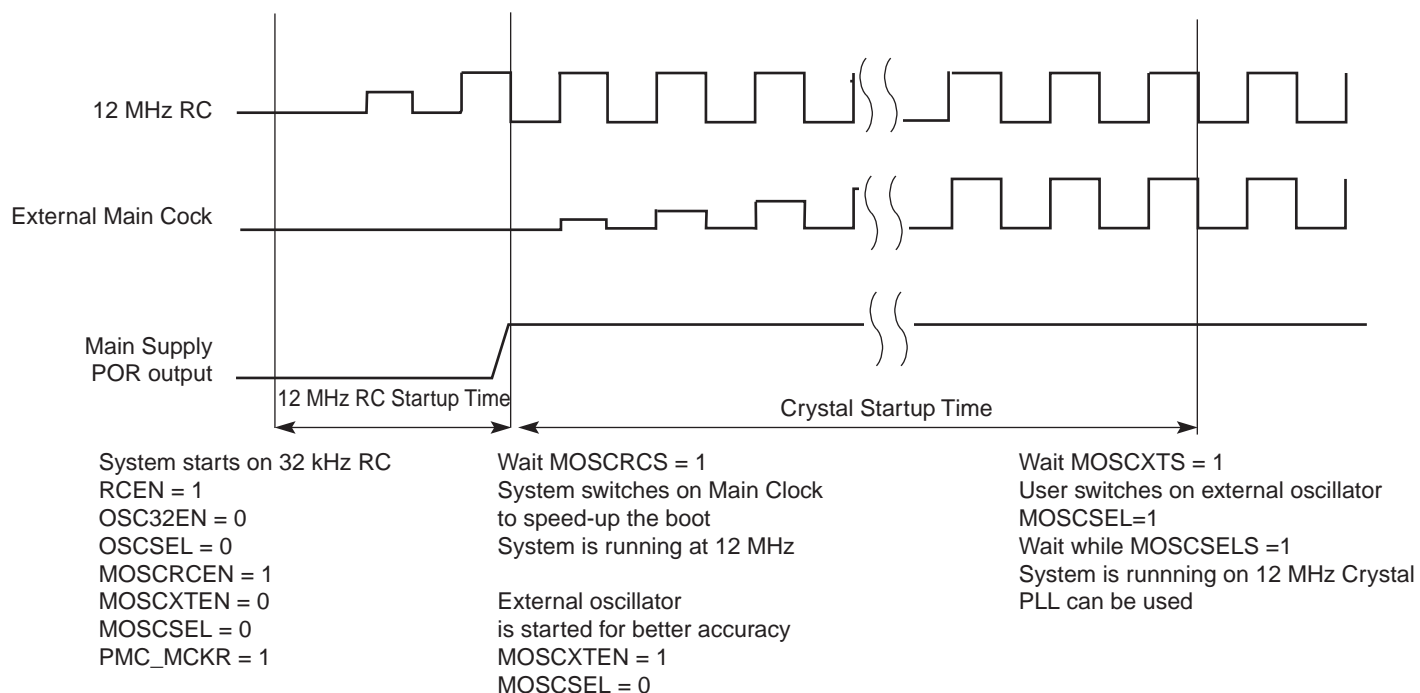 12 MHz RC
External Main Cock
Main Supply
POR output
12 MHz RC Startup Time
Crystal Startup Time
System starts on 32 kHz RC
RCEN = 1
OSC32EN = 0
OSCSEL = 0
MOSCRCEN = 1
MOSCXTEN = 0
MOSCSEL = 0
PMC_MCKR = 1
Wait MOSCRCS = 1
System switches on Main Clock
to speed-up the boot
System is running at 12 MHz
External oscillator
is started for better accuracy
MOSCXTEN = 1
MOSCSEL = 0
Wait MOSCXTS = 1
User switches on external oscillator
MOSCSEL=1
Wait while MOSCSELS =1
System is runnning on 12 MHz Crystal
PLL can be used